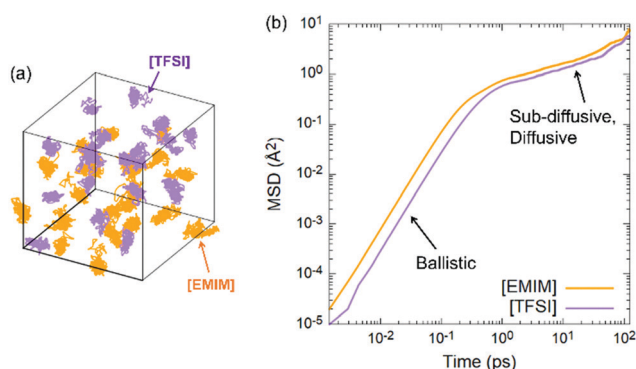 (a)
[TFSI]
[EMIM]
(b)
MSD (Å²)
10¹
10⁰
10⁻¹
10⁻²
10⁻³
10⁻⁴
10⁻⁵
Sub-diffusive,
Diffusive
Ballistic
[EMIM]
[TFSI]
10⁻² 10⁻¹ 10⁰ 10¹ 10²
Time (ps)